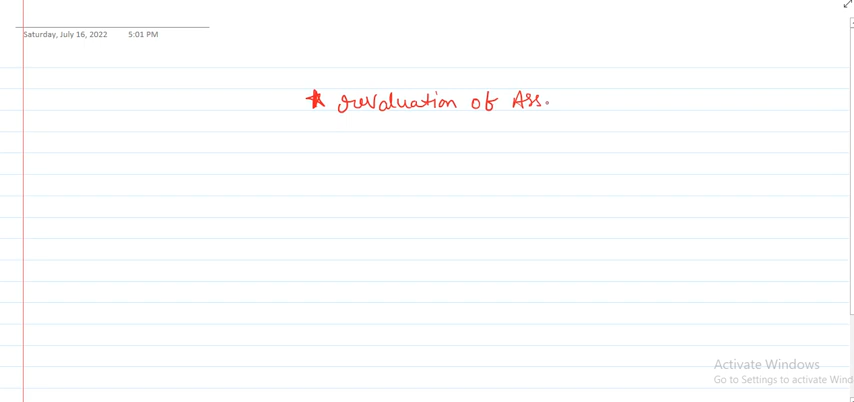 Saturday, July 16, 2022 5:01 PM
★ revaluation of Ass.
Activate Windows
Go to Settings to activate Wind